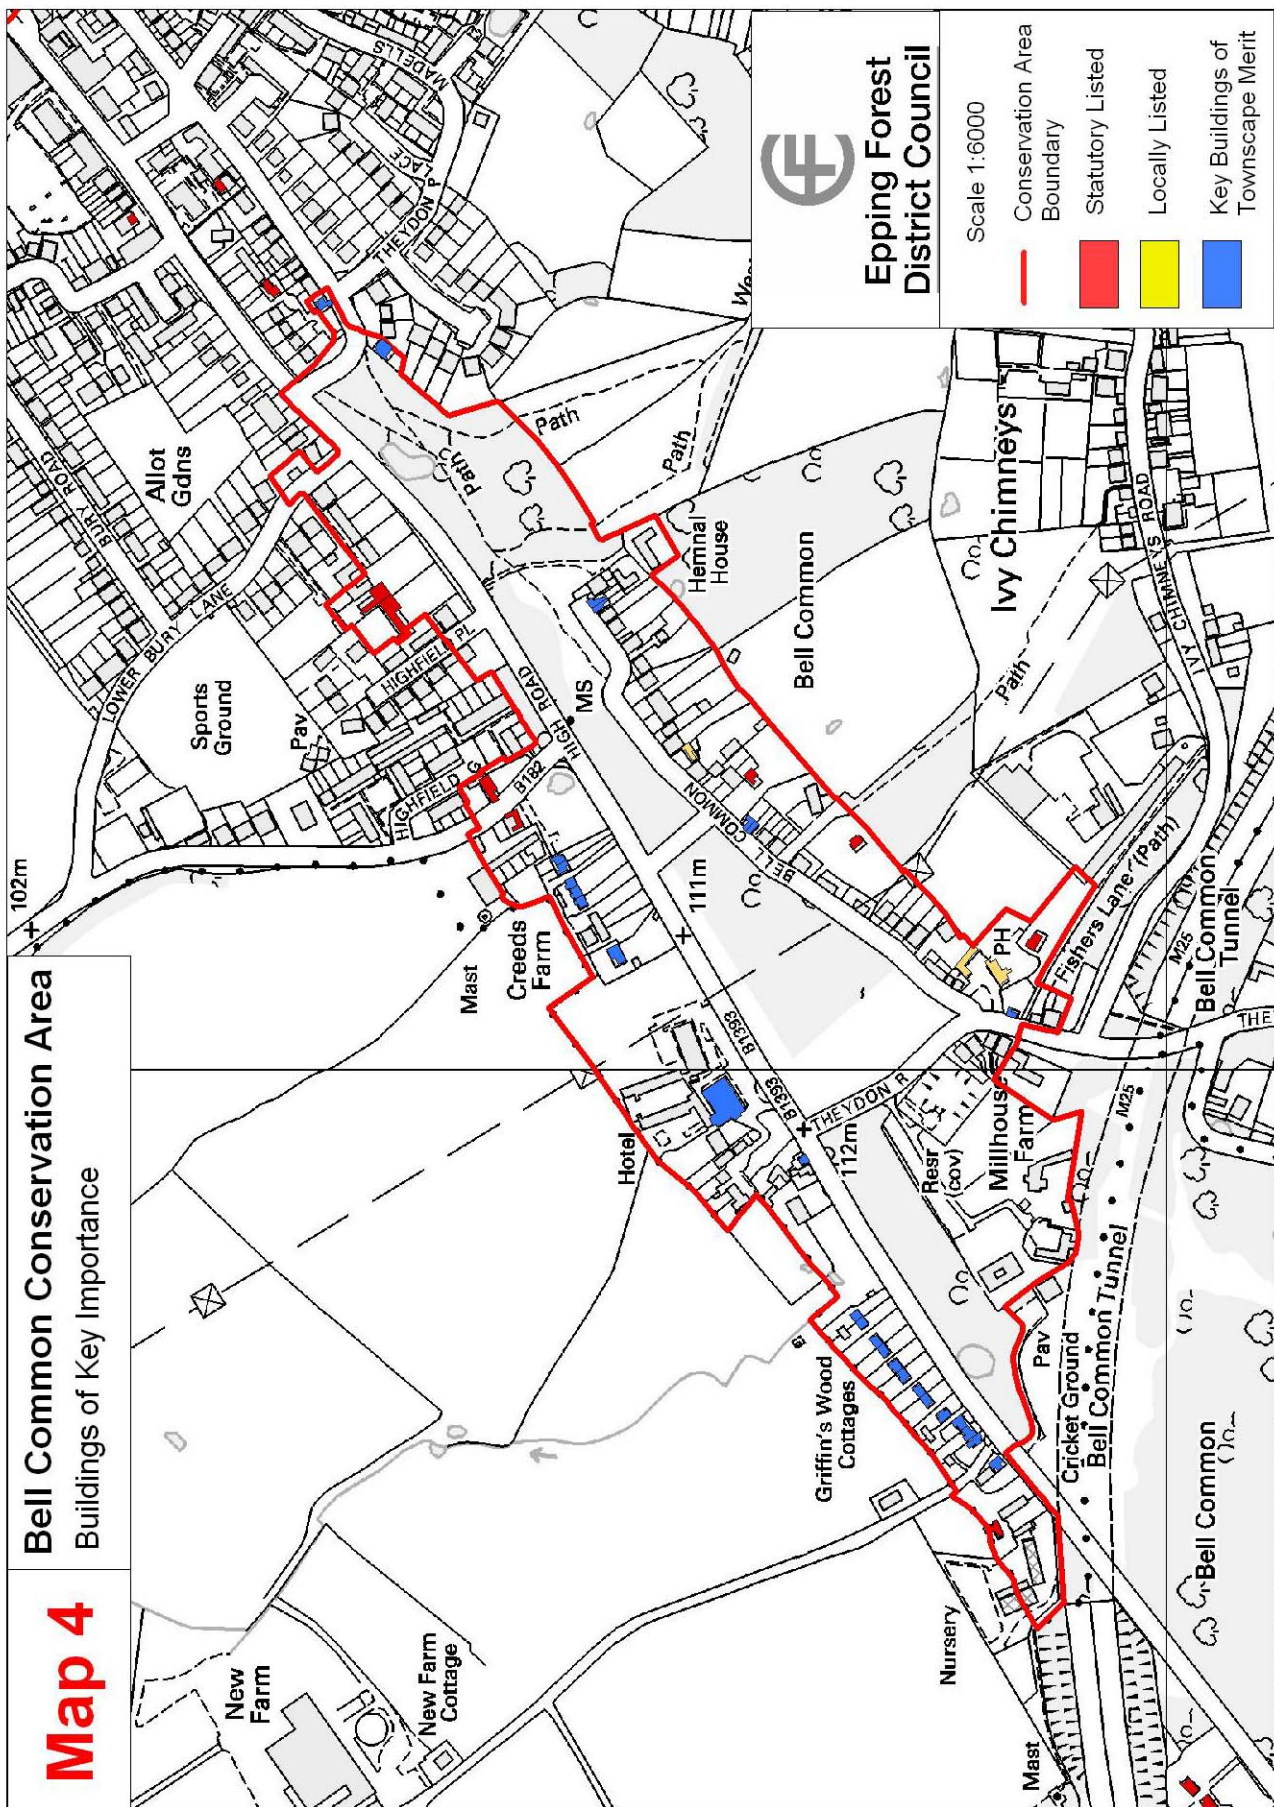 Map 4
Bell Common Conservation Area
Buildings of Key Importance
Epping Forest
District Council
Scale 1:6000
Conservation Area
Boundary
Statutory Listed
Locally Listed
Key Buildings of
Townscape Merit
New
Farm
New Farm
Cottage
102m
Mast
Creeds
Farm
Hotel
Sports
Ground
Pav
LOWER BURY LANE
BURY ROAD
Allot
Gdns
HIGHFIELD PL
HIGHFIELD G
B182
HIGH ROAD
MS
MADELLS
THEYDON PLACE
Path
Path
Path
Hemnal
House
Bell Common
BELL COMMON
111m
B1393
B1393
THEYDON R
112m
Resr
(cov)
Millhouse
Farm
PH
Fishers Lane (Path)
Path
Ivy Chimneys
IVY CHIMNEYS ROAD
M25
M25
Bell Common
Tunnel
THE
Griffin's Wood
Cottages
Pav
Cricket Ground
Bell Common Tunnel
Nursery
Mast
Bell Common